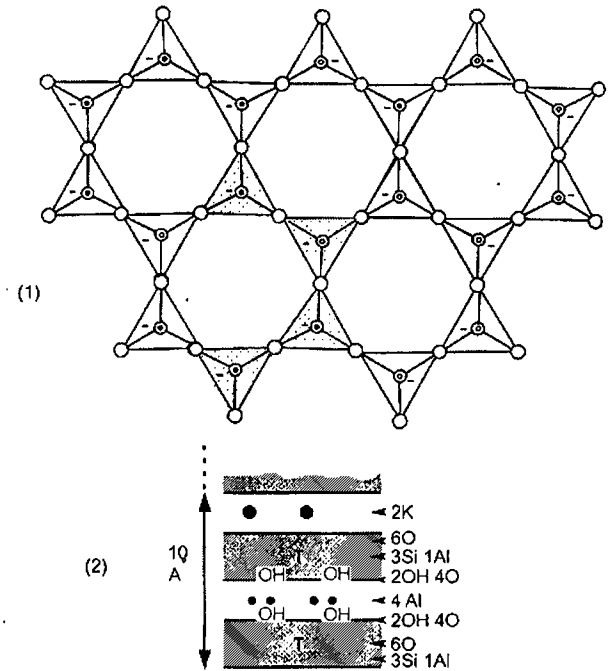 (1)
2K
6O
T
3Si 1Al
OH OH
2OH 4O
(2)
10
A
4 Al
OH OH
2OH 4O
T
6O
3Si 1Al